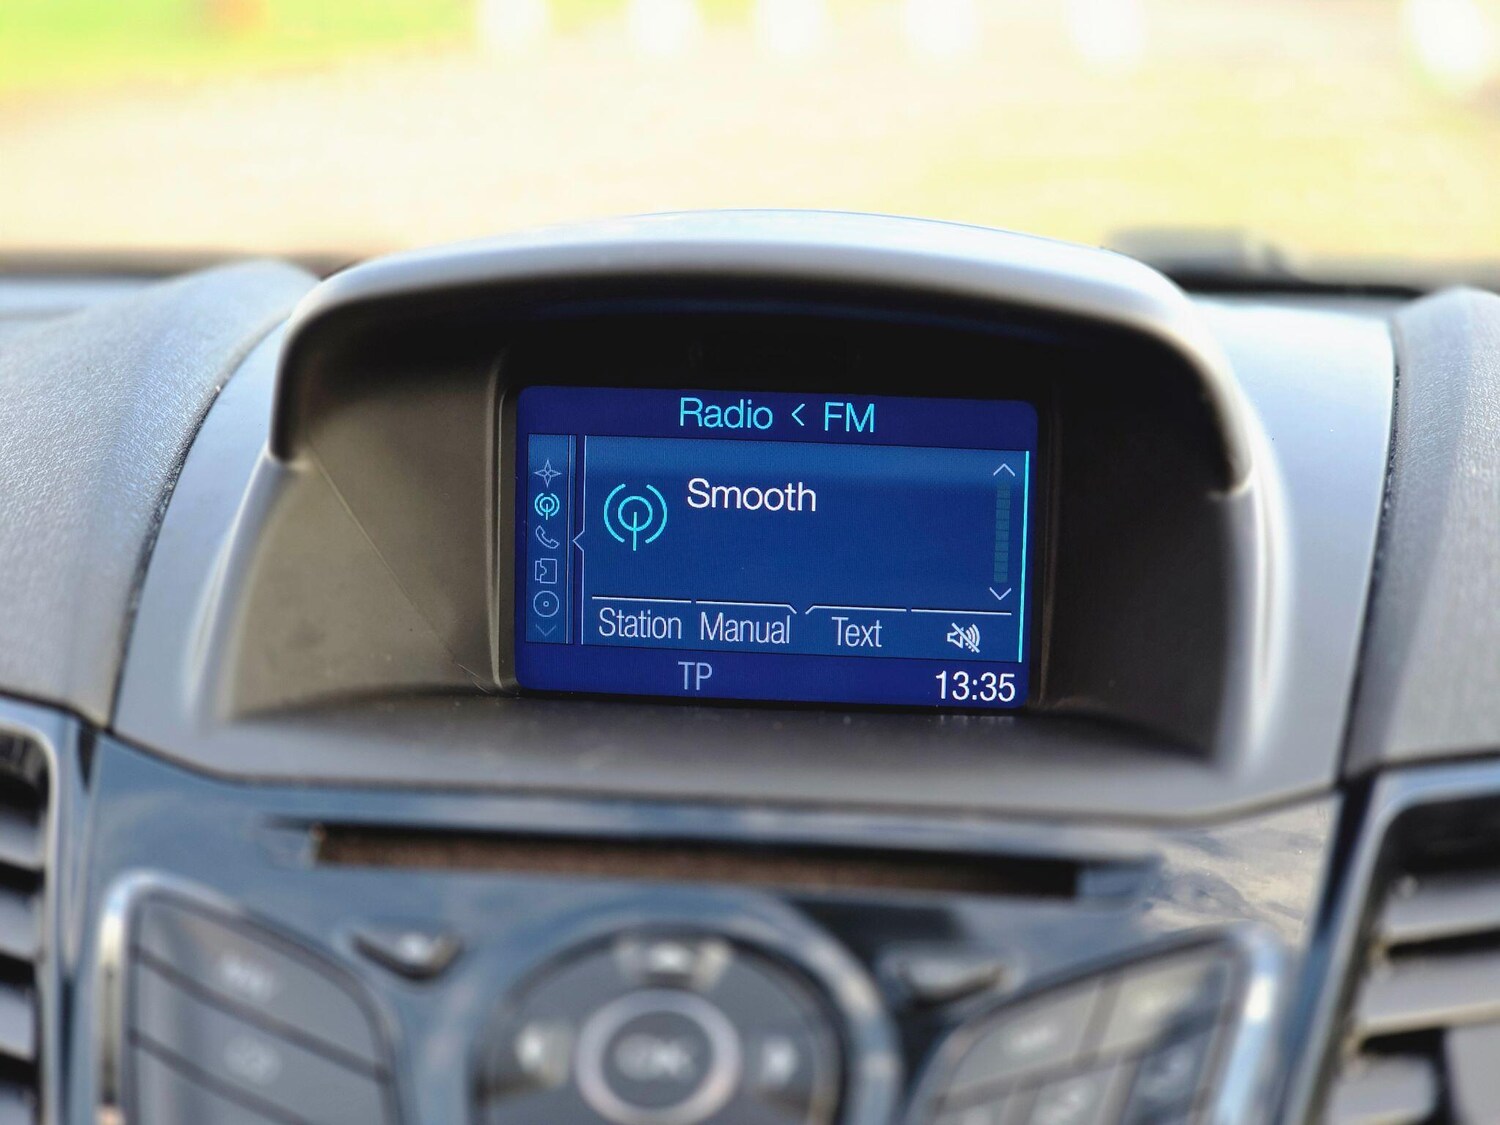 Radio < FM
Smooth
Station Manual Text
TP 13:35